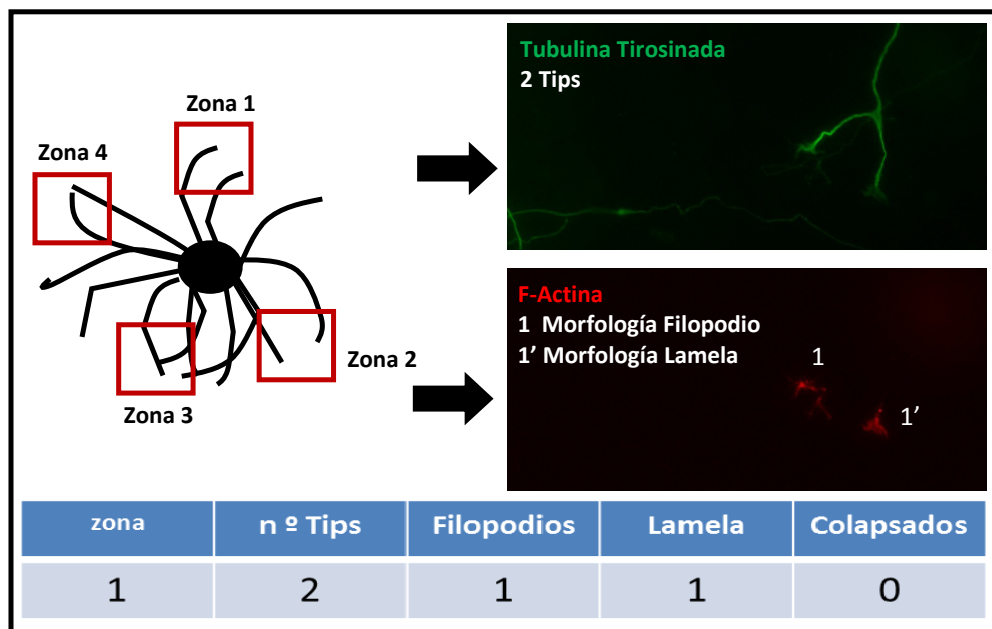 Zona 1
Zona 4
Zona 3
Zona 2
Tubulina Tirosinada
2 Tips
F-Actina
1 Morfología Filopodio
1' Morfología Lamela
1
1'
zona n º Tips Filopodios Lamela Colapsados
1 2 1 1 0